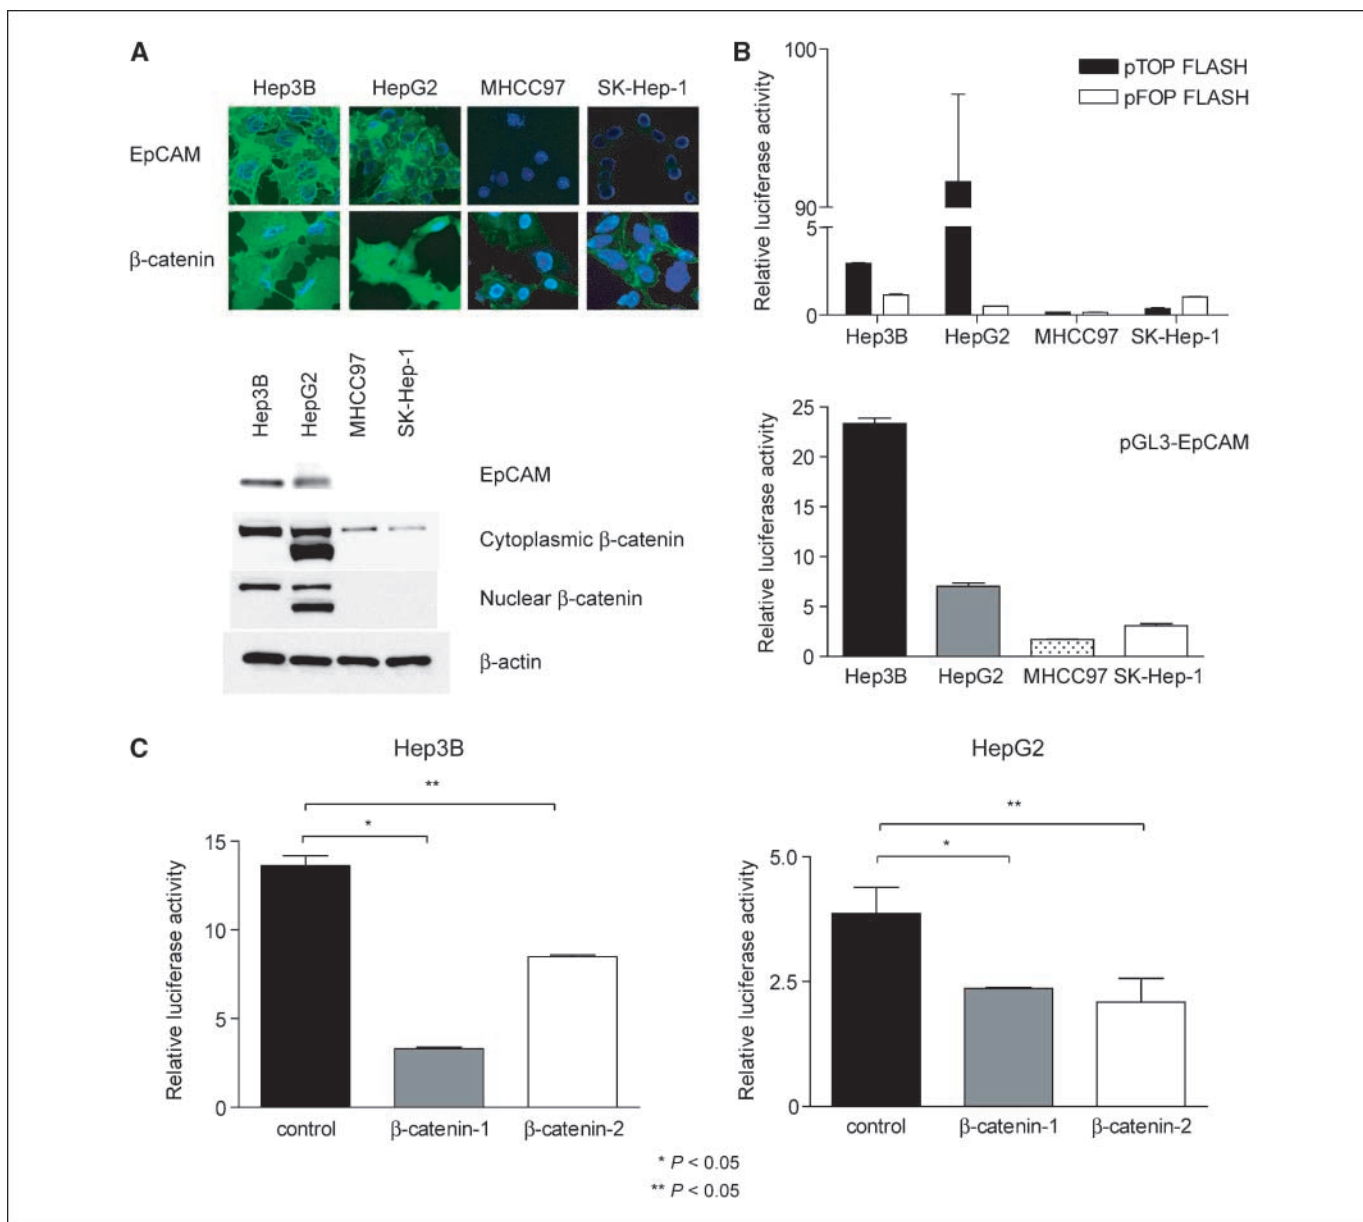 A
Hep3B HepG2 MHCC97 SK-Hep-1
EpCAM
β-catenin
Hep3B
HepG2
MHCC97
SK-Hep-1
EpCAM
Cytoplasmic β-catenin
Nuclear β-catenin
β-actin
B
pTOP FLASH
pFOP FLASH
Relative luciferase activity
100
90
5
0
Hep3B HepG2 MHCC97 SK-Hep-1
pGL3-EpCAM
Relative luciferase activity
25
20
15
10
5
0
Hep3B HepG2 MHCC97 SK-Hep-1
C
Hep3B
**
*
Relative luciferase activity
15
10
5
0
control β-catenin-1 β-catenin-2
HepG2
**
*
Relative luciferase activity
5.0
2.5
0
control β-catenin-1 β-catenin-2
* P < 0.05
** P < 0.05